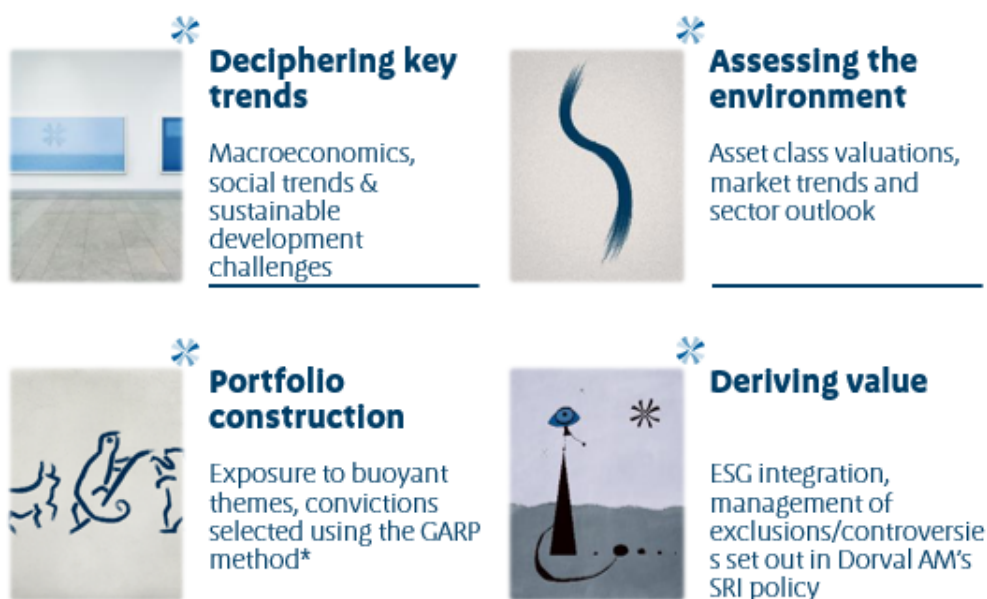 Deciphering key
trends
Macroeconomics,
social trends &
sustainable
development
challenges
Assessing the
environment
Asset class valuations,
market trends and
sector outlook
Portfolio
construction
Exposure to buoyant
themes, convictions
selected using the GARP
method*
Deriving value
ESG integration,
management of
exclusions/controversie
s set out in Dorval AM's
SRI policy